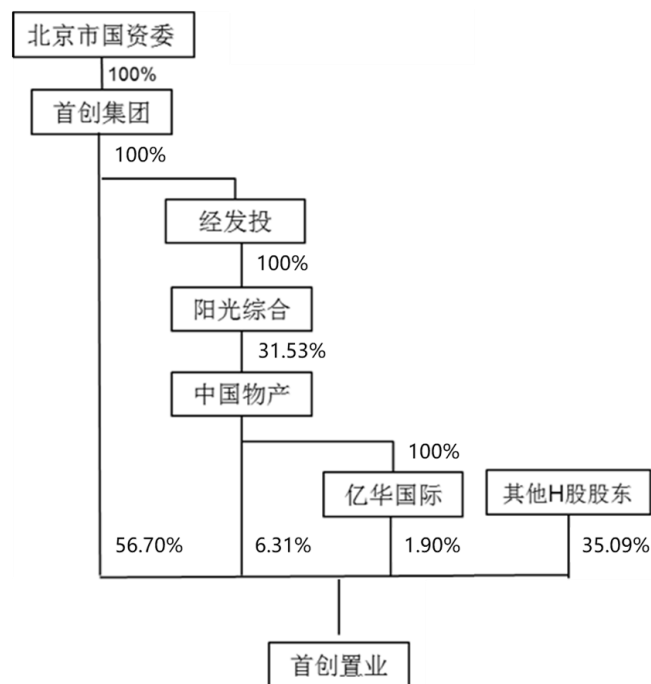 北京市国资委
100%
首创集团
100%
经发投
100%
阳光综合
31.53%
中国物产
100%
亿华国际
其他H股股东
56.70%
6.31%
1.90%
35.09%
首创置业